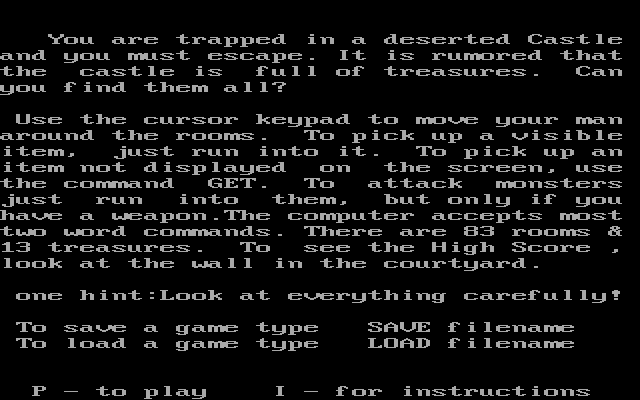 You are trapped in a deserted Castle
and you must escape. It is rumored that
the castle is full of treasures. Can
you find them all?
Use the cursor keypad to move your man
around the rooms. To pick up a visible
item, just run into it. To pick up an
item not displayed on the screen, use
the command GET. To attack monsters
just run into them, but only if you
have a weapon.The computer accepts most
two word commands. There are 83 rooms &
13 treasures. To see the High Score ,
look at the wall in the courtyard.
one hint:Look at everything carefully!
To save a game type SAVE filename
To load a game type LOAD filename
P - to play I - for instructions